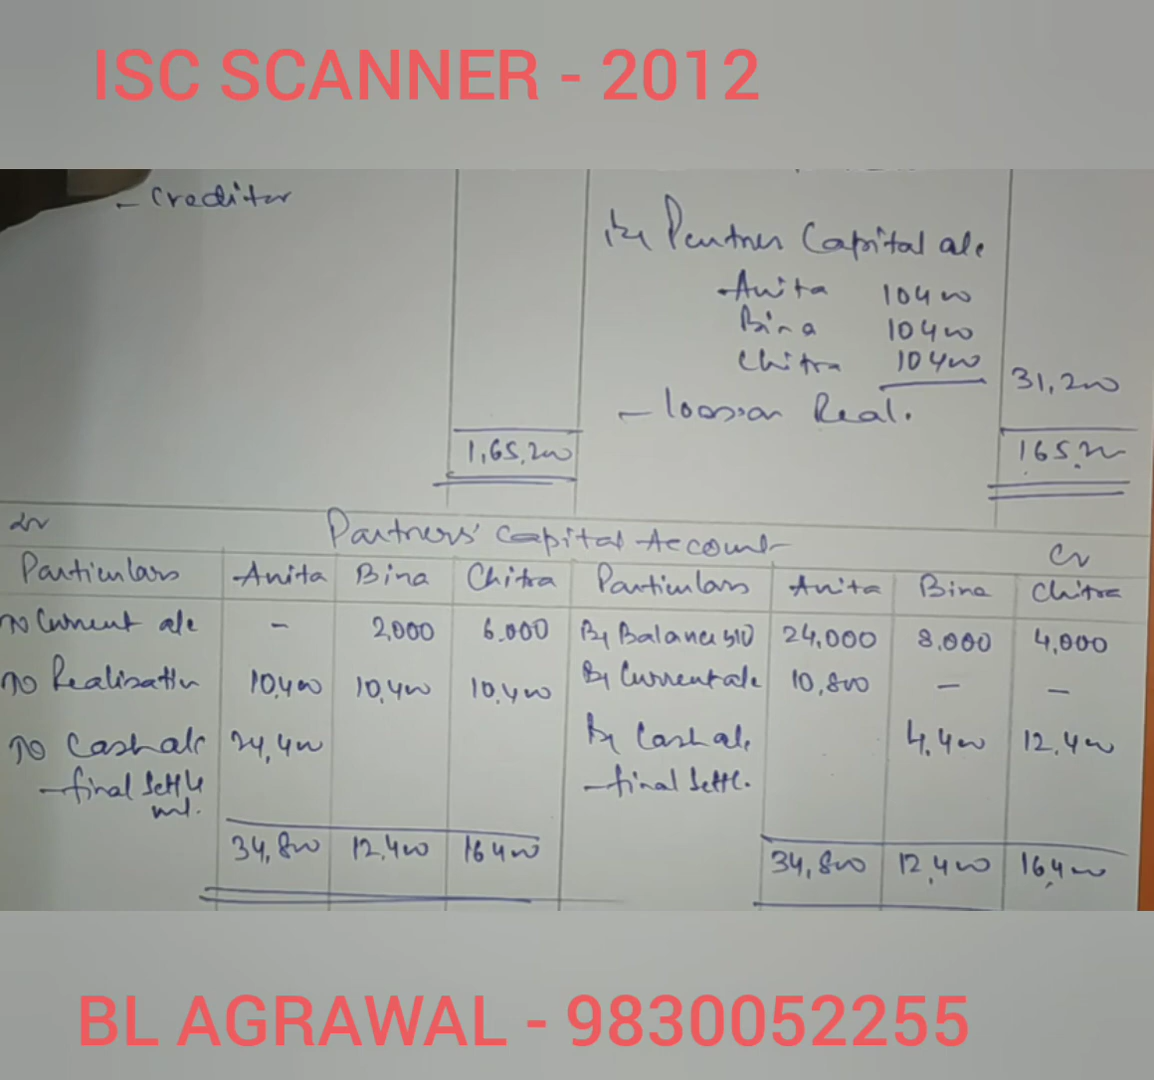 ISC SCANNER - 2012
- Creditor
By Partner Capital a/c
- Anita 10400
Bina 10400
Chitra 10400 31,200
- loss on Real.
1,65,200 165,200
Dr Partners' Capital Account Cr
Particulars Anita Bina Chitra Particulars Anita Bina Chitra
To Current a/c - 2,000 6,000 By Balance b/d 24,000 8,000 4,000
To Realisation 10,400 10,400 10,400 By Current a/c 10,800 - -
To Cash a/c 24,400 By Cash a/c 4,400 12,400
- final Settle - final Settl.
mt.
34,800 12,400 16400 34,800 12,400 16,400
BL AGRAWAL - 9830052255